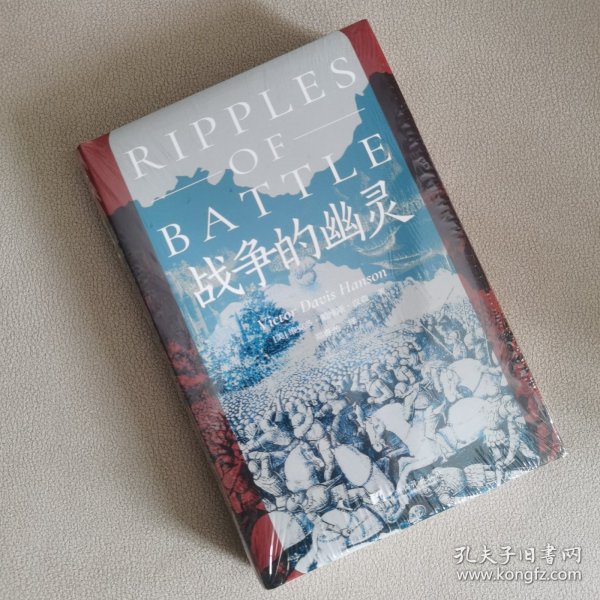 RIPPLES
OF
BATTLE
战争的幽灵
Victor Davis Hanson
孔夫子旧书网
www.kongfz.com